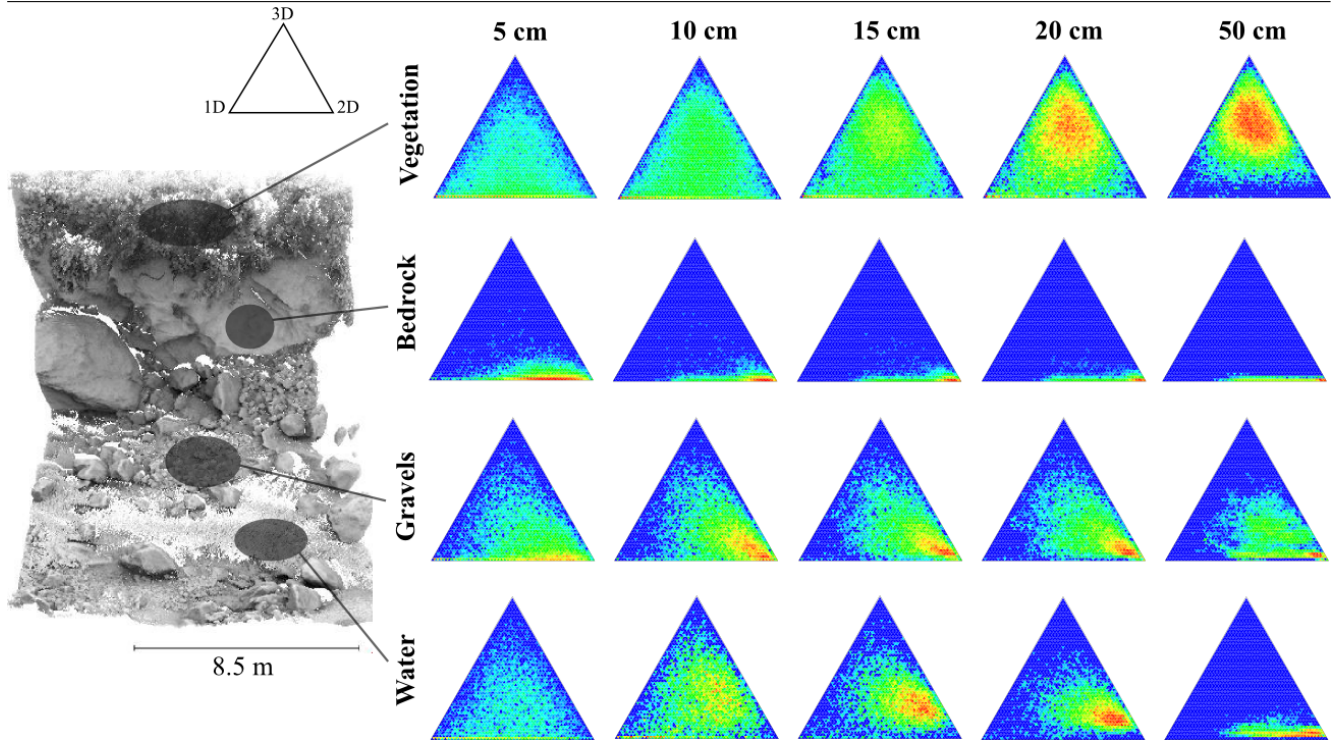 3D
1D 2D
5 cm 10 cm 15 cm 20 cm 50 cm
Vegetation
Bedrock
Gravels
Water
8.5 m